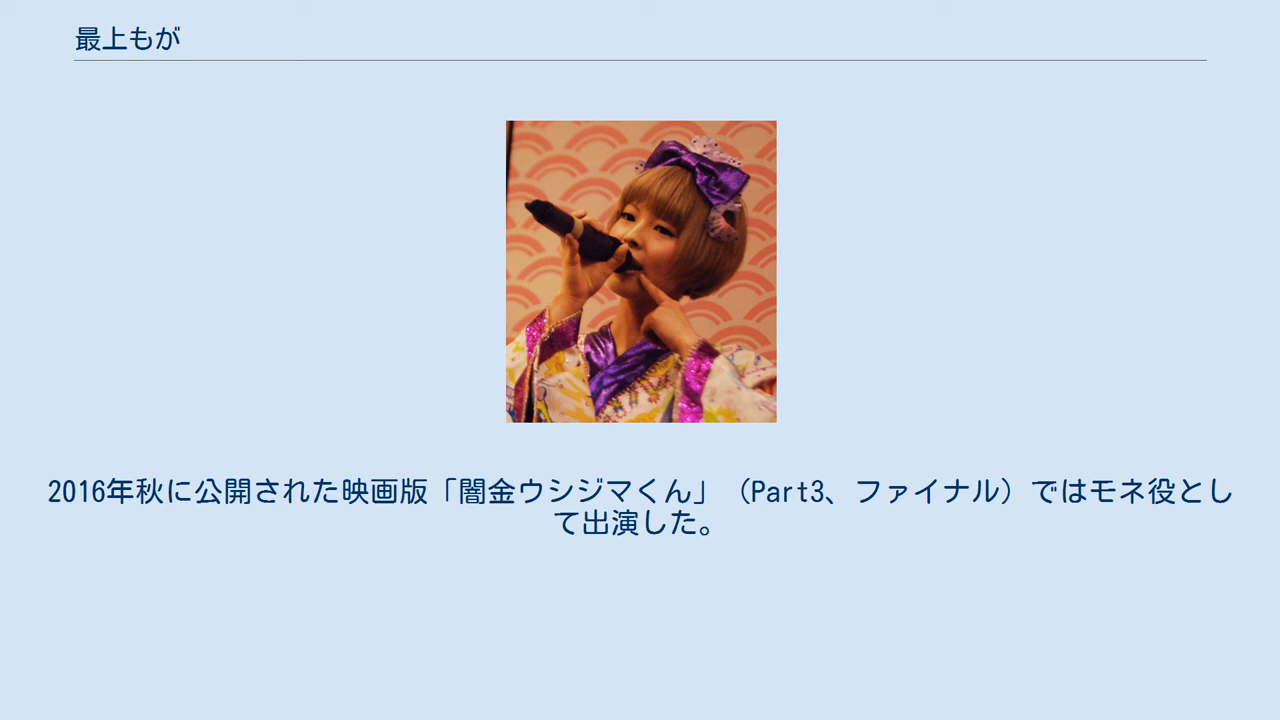 最上もが
2016年秋に公開された映画版「闇金ウシジマくん」（Part3、ファイナル）ではモネ役とし
て出演した。